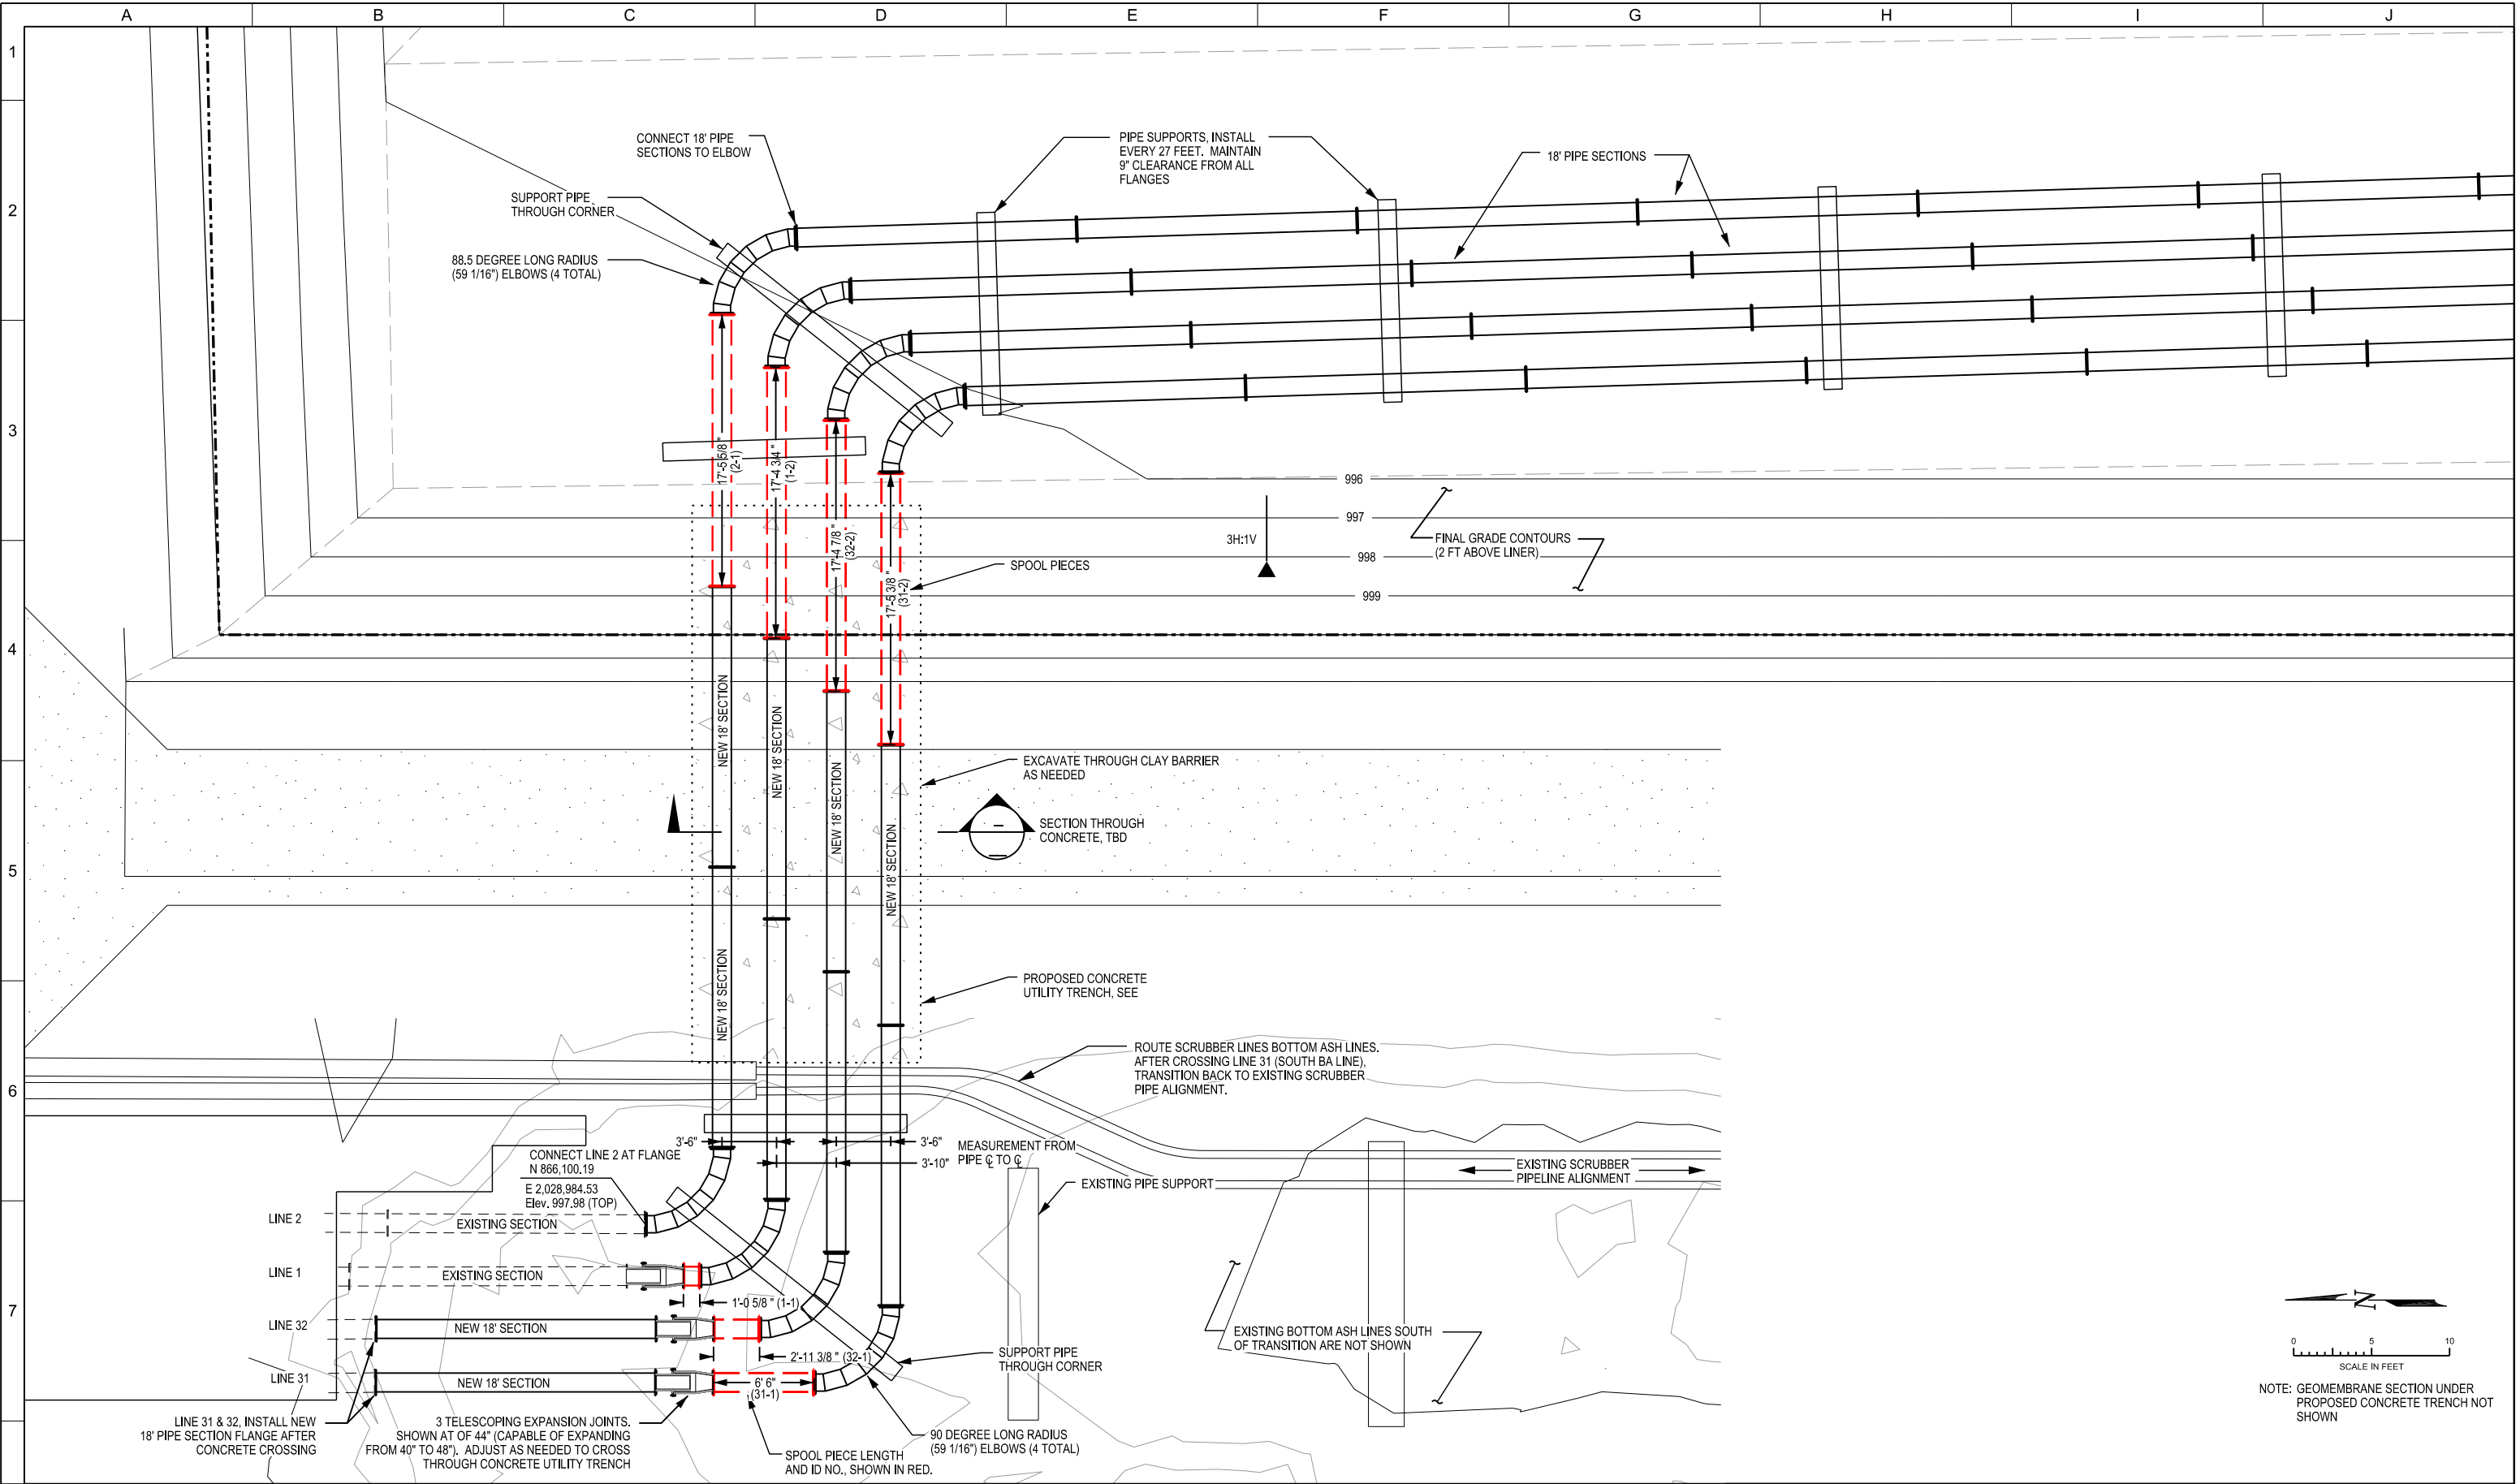 A B C D E F G H I J
1
2
3
4
5
6
7
CONNECT 18' PIPE
SECTIONS TO ELBOW
PIPE SUPPORTS, INSTALL
EVERY 27 FEET. MAINTAIN
9" CLEARANCE FROM ALL
FLANGES
18' PIPE SECTIONS
SUPPORT PIPE
THROUGH CORNER
88.5 DEGREE LONG RADIUS
(59 1/16") ELBOWS (4 TOTAL)
17'-5 5/8 "
(2-1)
17'-4 3/4 "
(1-2)
17'-4 7/8 "
(32-2)
17'-5 3/8 "
(31-2)
996
997
998
999
3H:1V
FINAL GRADE CONTOURS
(2 FT ABOVE LINER)
SPOOL PIECES
NEW 18' SECTION
NEW 18' SECTION
NEW 18' SECTION
NEW 18' SECTION
NEW 18' SECTION
EXCAVATE THROUGH CLAY BARRIER
AS NEEDED
SECTION THROUGH
CONCRETE, TBD
PROPOSED CONCRETE
UTILITY TRENCH, SEE
ROUTE SCRUBBER LINES BOTTOM ASH LINES.
AFTER CROSSING LINE 31 (SOUTH BA LINE),
TRANSITION BACK TO EXISTING SCRUBBER
PIPE ALIGNMENT.
3'-6"
3'-6"
3'-10"
MEASUREMENT FROM
PIPE ℄ TO ℄
CONNECT LINE 2 AT FLANGE
N 866,100.19
E 2,028,984.53
Elev. 997.98 (TOP)
EXISTING SCRUBBER
PIPELINE ALIGNMENT
EXISTING PIPE SUPPORT
LINE 2
EXISTING SECTION
LINE 1
EXISTING SECTION
1'-0 5/8 " (1-1)
LINE 32
NEW 18' SECTION
2'-11 3/8 " (32-1)
LINE 31
NEW 18' SECTION
6' 6"
(31-1)
SUPPORT PIPE
THROUGH CORNER
EXISTING BOTTOM ASH LINES SOUTH
OF TRANSITION ARE NOT SHOWN
LINE 31 & 32, INSTALL NEW
18' PIPE SECTION FLANGE AFTER
CONCRETE CROSSING
3 TELESCOPING EXPANSION JOINTS.
SHOWN AT OF 44" (CAPABLE OF EXPANDING
FROM 40" TO 48"). ADJUST AS NEEDED TO CROSS
THROUGH CONCRETE UTILITY TRENCH
SPOOL PIECE LENGTH
AND ID NO., SHOWN IN RED.
90 DEGREE LONG RADIUS
(59 1/16") ELBOWS (4 TOTAL)
Z
0 5 10
SCALE IN FEET
NOTE: GEOMEMBRANE SECTION UNDER
PROPOSED CONCRETE TRENCH NOT
SHOWN